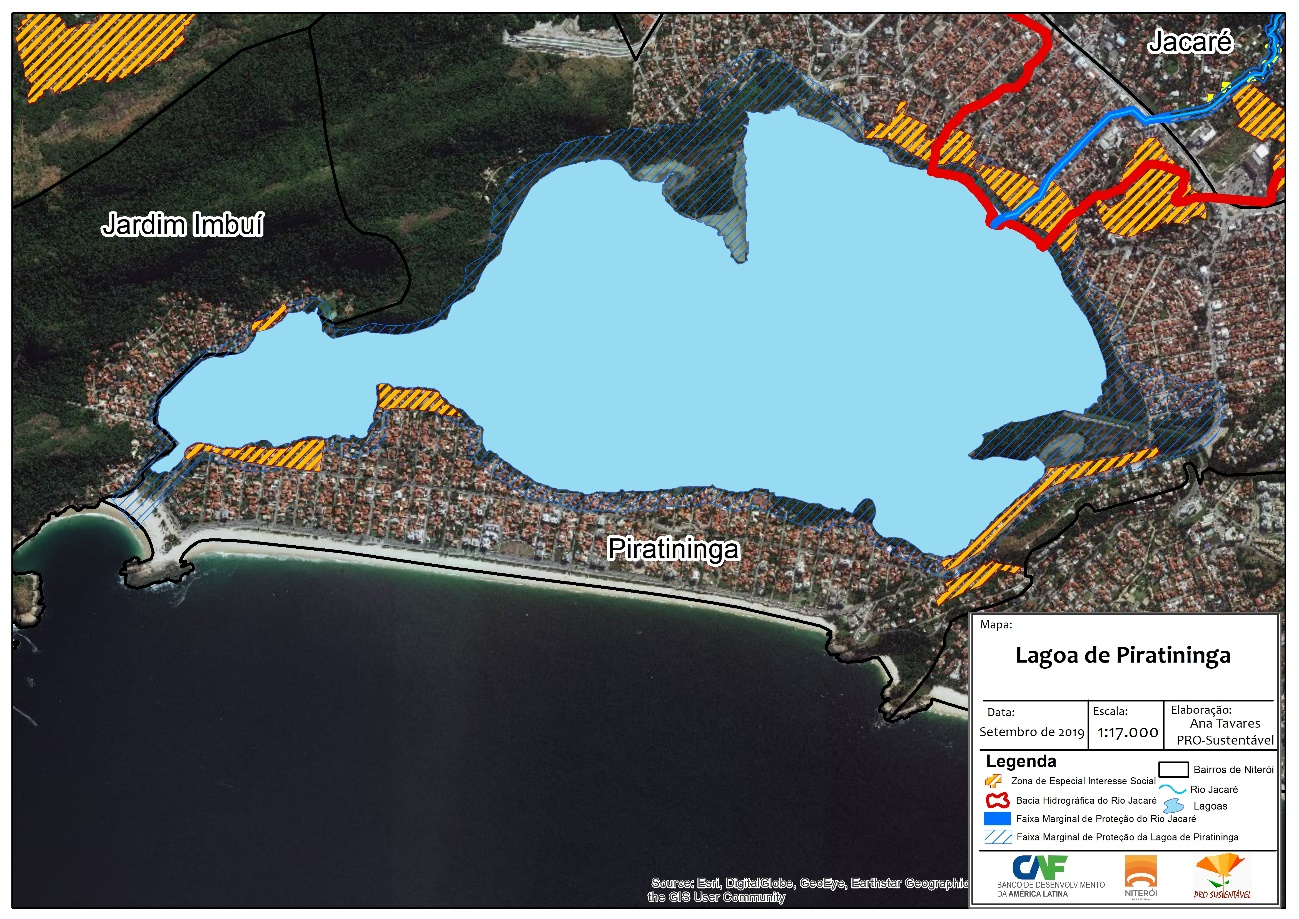 Jacaré
Jardim Imbuí
Piratininga
Mapa:
Lagoa de Piratininga
Data:
Setembro de 2019
Escala:
1:17.000
Elaboração:
Ana Tavares
PRO-Sustentável
Legenda
Zona de Especial Interesse Social
Bacia Hidrográfica do Rio Jacaré
Faixa Marginal de Proteção do Rio Jacaré
Faixa Marginal de Proteção da Lagoa de Piratininga
Bairros de Niterói
Rio Jacaré
Lagoas
CAF
BANCO DE DESENVOLVIMENTO
DA AMÉRICA LATINA
NITERÓI
PRO SUSTENTÁVEL
Source: Esri, DigitalGlobe, GeoEye, Earthstar Geographic
the GIS User Community